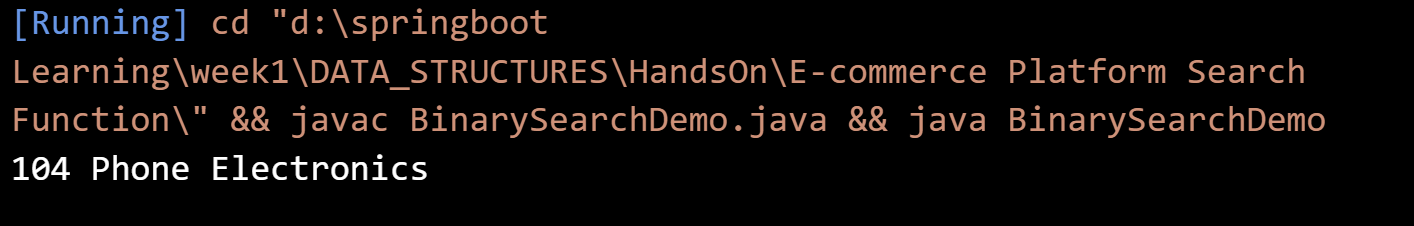 [Running] cd "d:\springboot
Learning\week1\DATA_STRUCTURES\HandsOn\E-commerce Platform Search
Function\" && javac BinarySearchDemo.java && java BinarySearchDemo
104 Phone Electronics